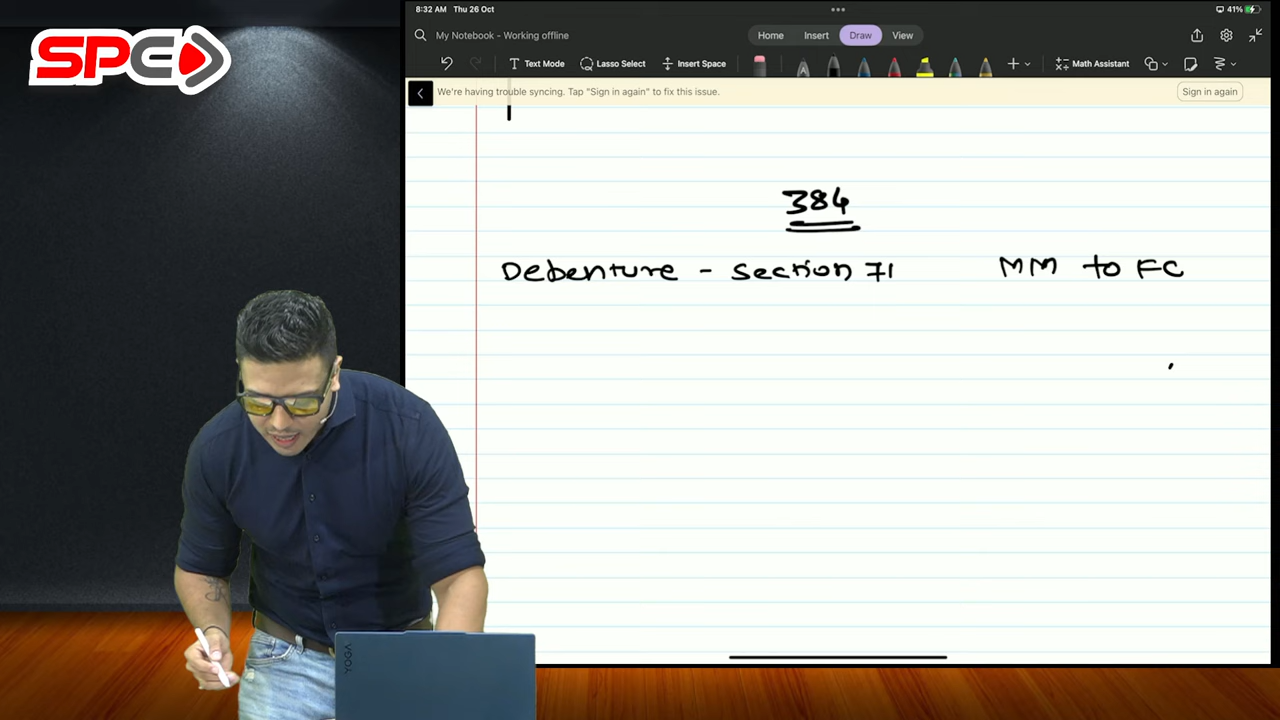 SPED
8:32 AM Thu 26 Oct
41%
My Notebook - Working offline
Home Insert Draw View
Text Mode Lasso Select Insert Space Math Assistant
We're having trouble syncing. Tap "Sign in again" to fix this issue. Sign in again
384
Debenture - Section 71 MM to FC
YOGA